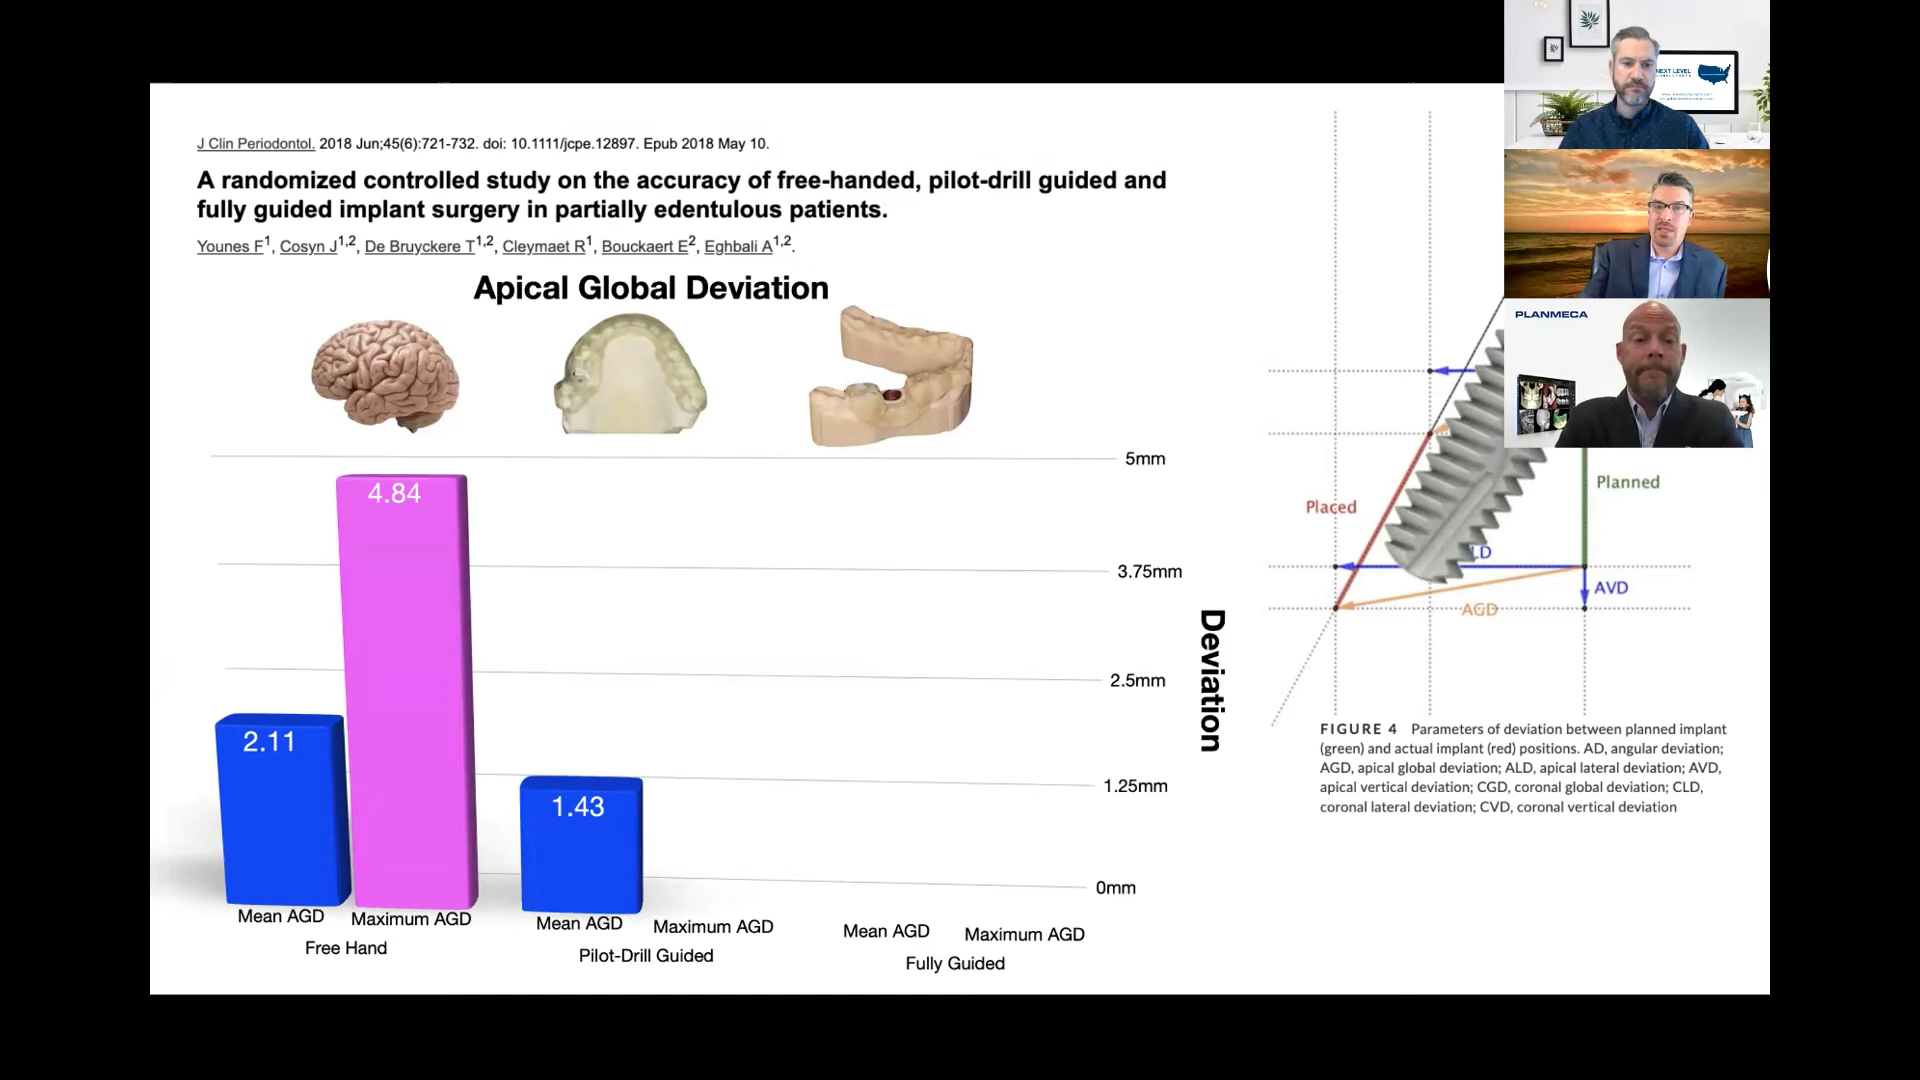 J Clin Periodontol. 2018 Jun;45(6):721-732. doi: 10.1111/jcpe.12897. Epub 2018 May 10.
A randomized controlled study on the accuracy of free-handed, pilot-drill guided and
fully guided implant surgery in partially edentulous patients.
Younes F1, Cosyn J1,2, De Bruyckere T1,2, Cleymaet R1, Bouckaert E2, Eghbali A1,2.
Apical Global Deviation
5mm
3.75mm
2.5mm
1.25mm
0mm
Deviation
4.84
2.11
1.43
Mean AGD
Maximum AGD
Mean AGD
Maximum AGD
Mean AGD
Maximum AGD
Free Hand
Pilot-Drill Guided
Fully Guided
NEXT LEVEL
CONSULTANTS
PLANMECA
Placed
Planned
LD
AVD
AGD
FIGURE 4 Parameters of deviation between planned implant
(green) and actual implant (red) positions. AD, angular deviation;
AGD, apical global deviation; ALD, apical lateral deviation; AVD,
apical vertical deviation; CGD, coronal global deviation; CLD,
coronal lateral deviation; CVD, coronal vertical deviation